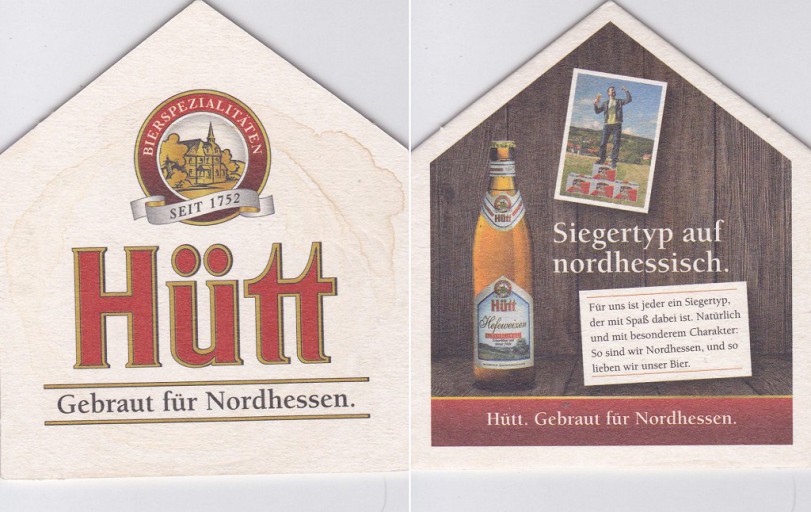 BIERSPEZIALITÄTEN
SEIT 1752
Hütt
Gebraut für Nordhessen.
Hütt
Hütt
Hefeweizen
Siegertyp auf
nordhessisch.
Für uns ist jeder ein Siegertyp,
der mit Spaß dabei ist. Natürlich
und mit besonderem Charakter:
So sind wir Nordhessen, und so
lieben wir unser Bier.
Hütt. Gebraut für Nordhessen.